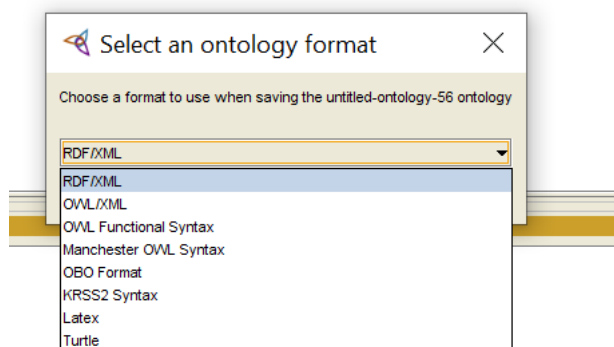 Select an ontology format
Choose a format to use when saving the untitled-ontology-56 ontology
RDF/XML
RDF/XML
OWL/XML
OWL Functional Syntax
Manchester OWL Syntax
OBO Format
KRSS2 Syntax
Latex
Turtle